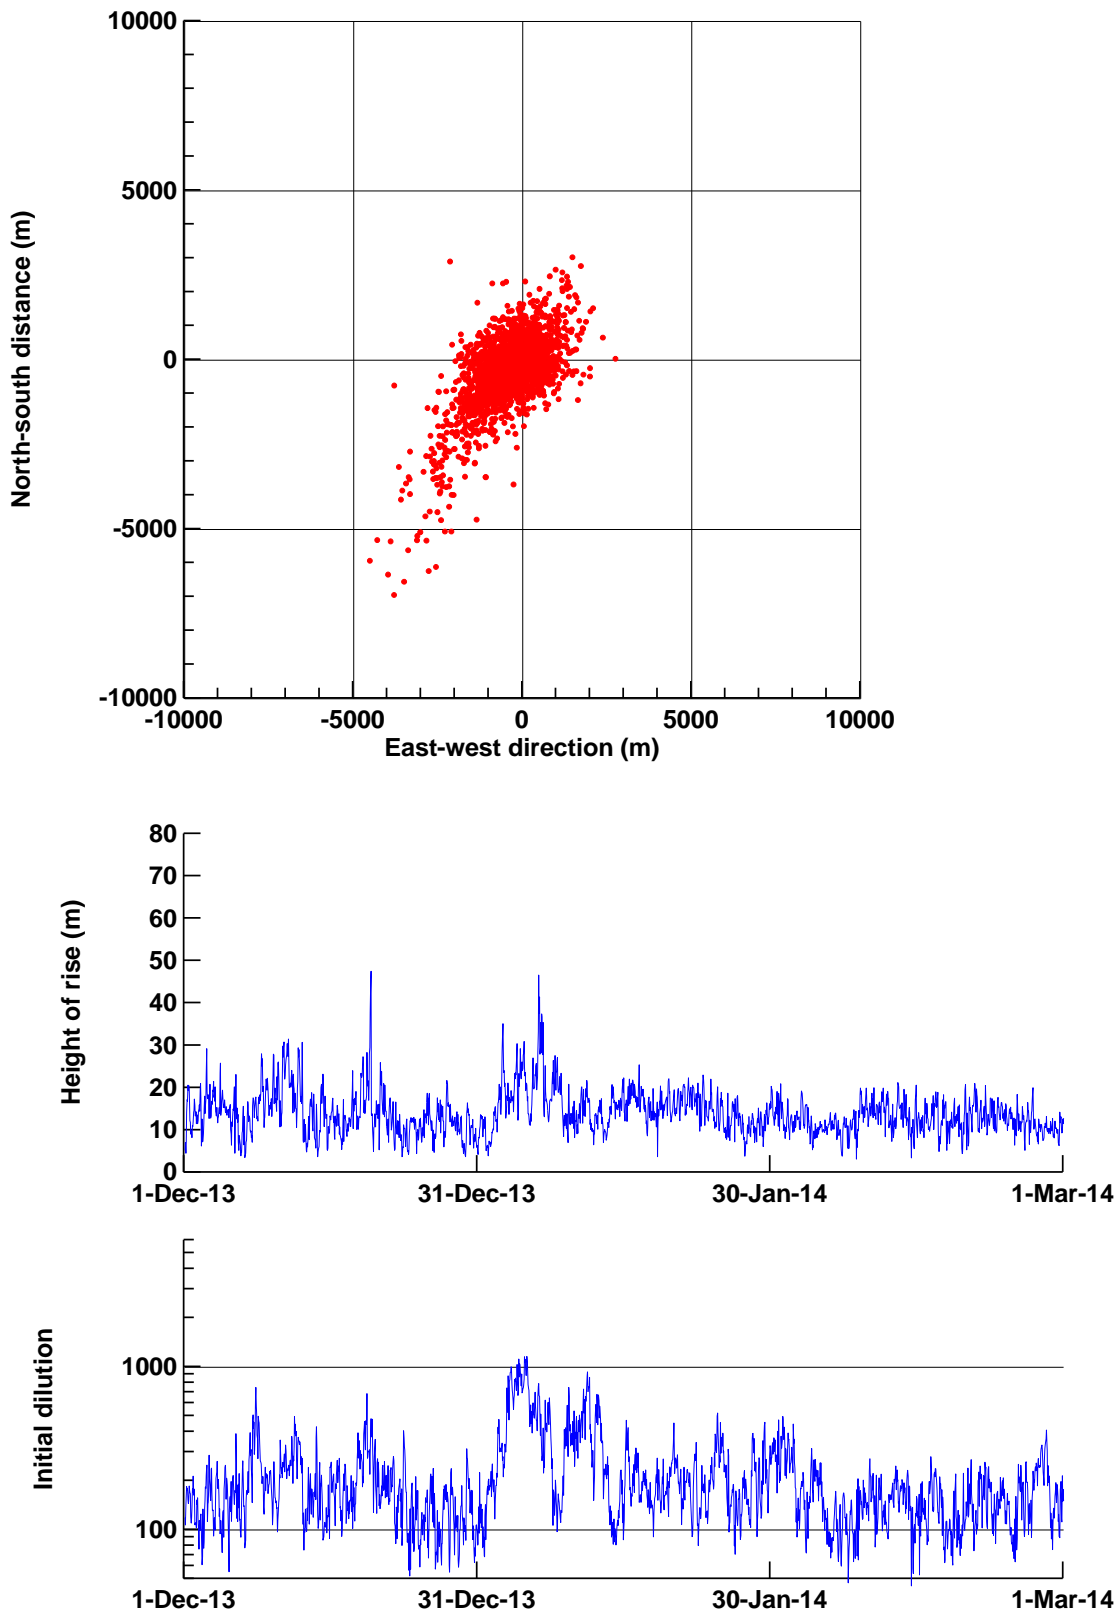 10000
5000
0
-5000
-10000
North-south distance (m)
-10000 -5000 0 5000 10000
East-west direction (m)
80
70
60
50
40
30
20
10
0
Height of rise (m)
1-Dec-13 31-Dec-13 30-Jan-14 1-Mar-14
1000
100
Initial dilution
1-Dec-13 31-Dec-13 30-Jan-14 1-Mar-14